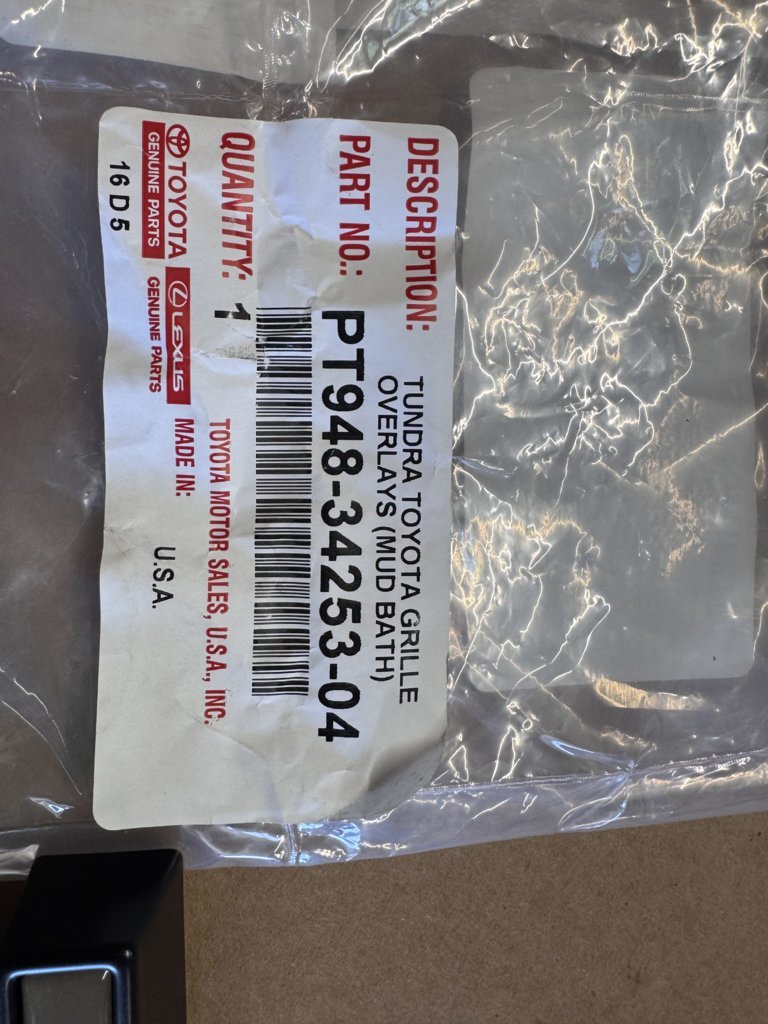 DESCRIPTION: TUNDRA TOYOTA GRILLE
OVERLAYS (MUD BATH)
PART NO.: PT948-34253-04
QUANTITY: 1
TOYOTA MOTOR SALES, U.S.A., INC.
TOYOTA
GENUINE PARTS
LEXUS
GENUINE PARTS
MADE IN:
U.S.A.
16 D 5